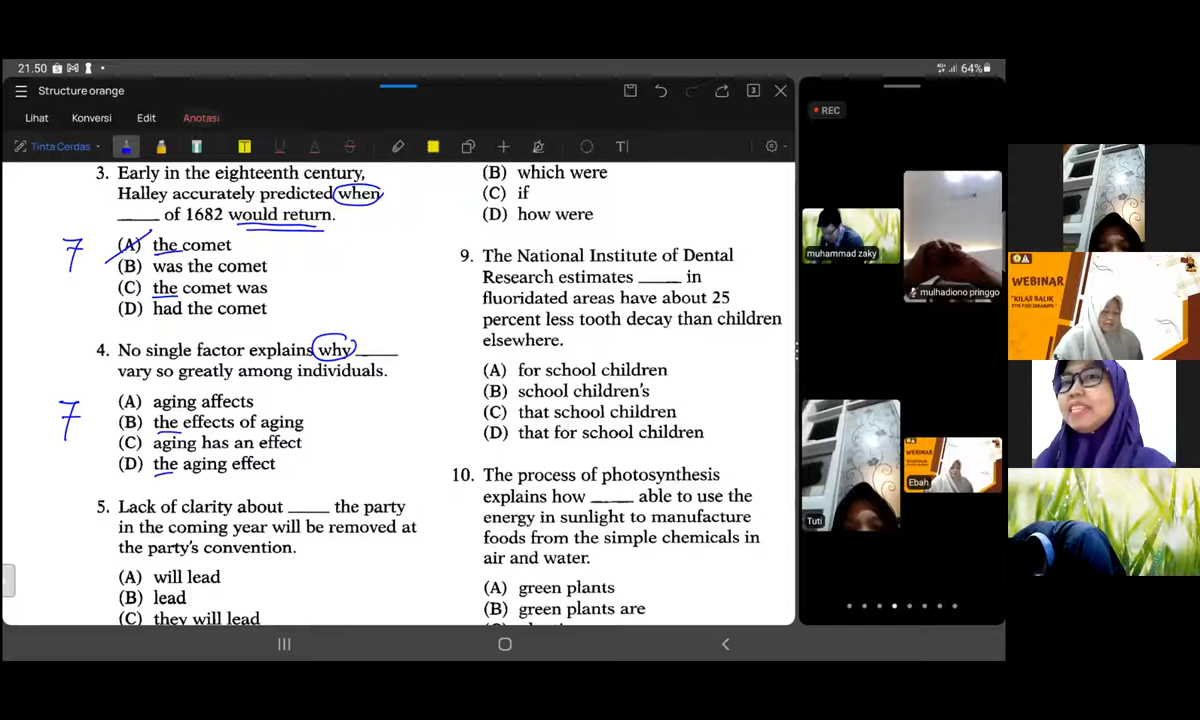 21.50
64%
Structure orange
3
Lihat
Konversi
Edit
Anotasi
Tinta Cerdas
3. Early in the eighteenth century,
Halley accurately predicted when
____ of 1682 would return.
7
(A) the comet
(B) was the comet
(C) the comet was
(D) had the comet
4. No single factor explains why ____
vary so greatly among individuals.
7
(A) aging affects
(B) the effects of aging
(C) aging has an effect
(D) the aging effect
5. Lack of clarity about ____ the party
in the coming year will be removed at
the party's convention.
(A) will lead
(B) lead
(C) they will lead
(B) which were
(C) if
(D) how were
9. The National Institute of Dental
Research estimates ____ in
fluoridated areas have about 25
percent less tooth decay than children
elsewhere.
(A) for school children
(B) school children's
(C) that school children
(D) that for school children
10. The process of photosynthesis
explains how ____ able to use the
energy in sunlight to manufacture
foods from the simple chemicals in
air and water.
(A) green plants
(B) green plants are
REC
muhammad zaky
mulhadiono pringgo
Tuti
Ebah
WEBINAR
"KILAS BALIK